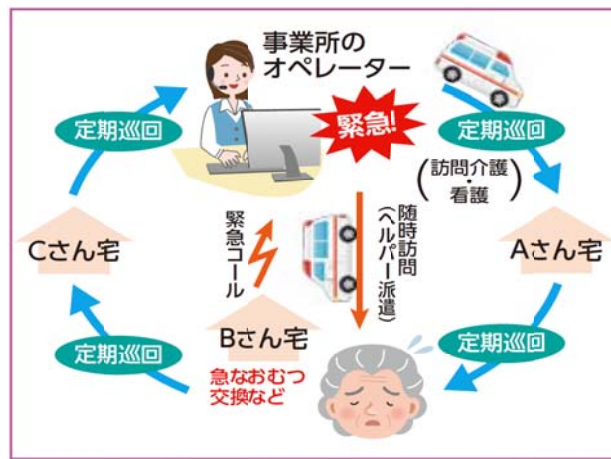 事業所の
オペレーター
緊急!
定期巡回
定期巡回
(訪問介護
・
看護)
Cさん宅
緊急コール
随時訪問
(ヘルパー派遣)
Aさん宅
Bさん宅
定期巡回
定期巡回
急なおむつ
交換など